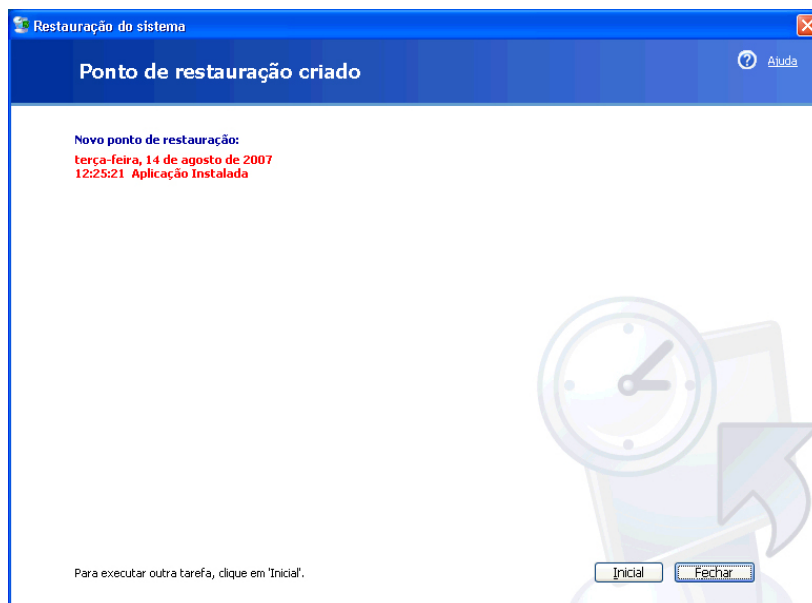 Restauração do sistema
Ponto de restauração criado
Ajuda
Novo ponto de restauração:
terça-feira, 14 de agosto de 2007
12:25:21 Aplicação Instalada
Para executar outra tarefa, clique em 'Inicial'.
Inicial
Fechar